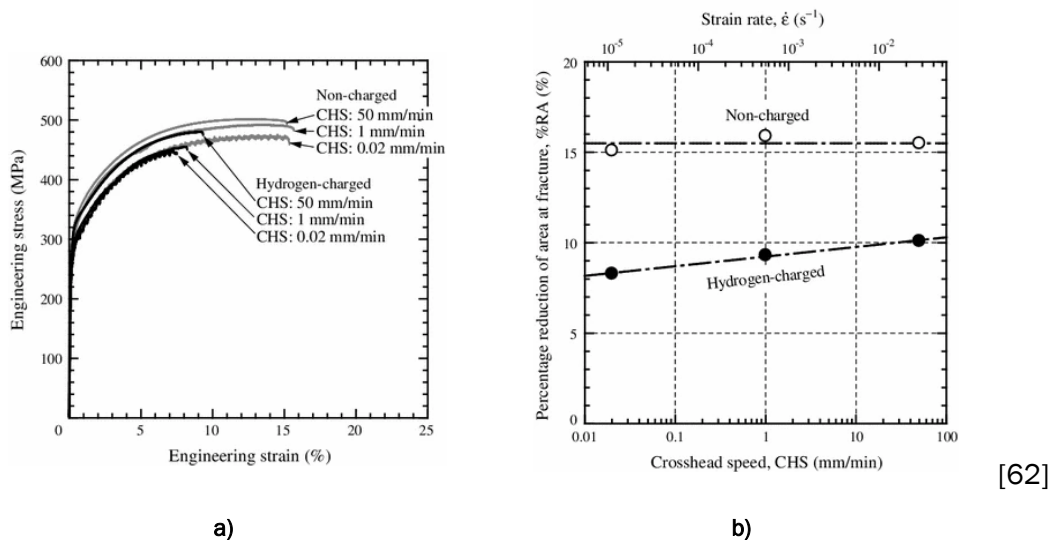 600
500
400
300
200
100
0
5
10
15
20
25
Engineering stress (MPa)
Engineering strain (%)
Non-charged
CHS: 50 mm/min
CHS: 1 mm/min
CHS: 0.02 mm/min
Hydrogen-charged
CHS: 50 mm/min
CHS: 1 mm/min
CHS: 0.02 mm/min
a)
Strain rate, ε̇ (s⁻¹)
10⁻⁵
10⁻⁴
10⁻³
10⁻²
20
15
10
5
0
Percentage reduction of area at fracture, %RA (%)
Non-charged
Hydrogen-charged
0.01
0.1
1
10
100
Crosshead speed, CHS (mm/min)
b)
[62]